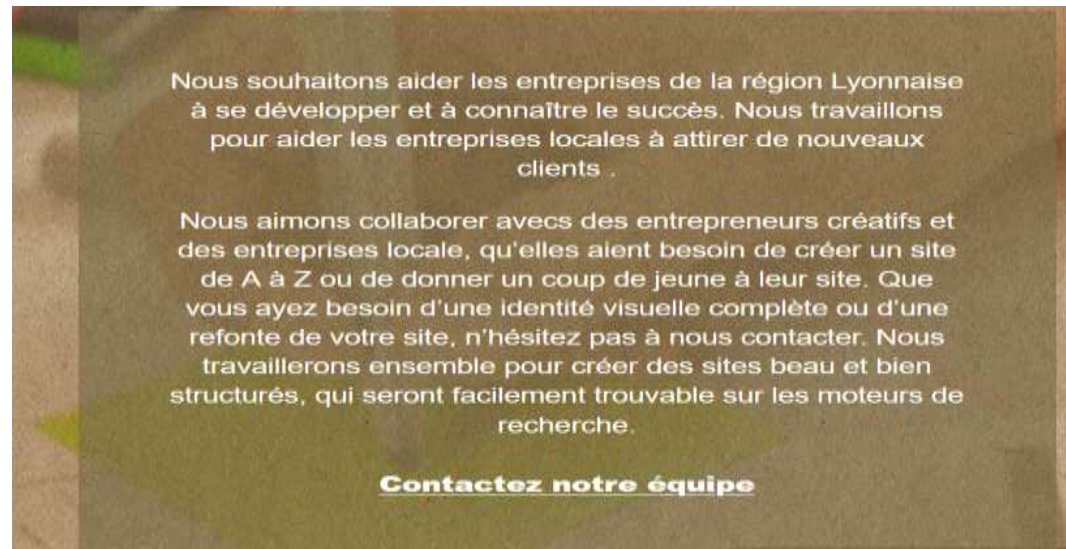 Nous souhaitons aider les entreprises de la région Lyonnaise
à se développer et à connaître le succès. Nous travaillons
pour aider les entreprises locales à attirer de nouveaux
clients .
Nous aimons collaborer avecs des entrepreneurs créatifs et
des entreprises locale, qu'elles aient besoin de créer un site
de A à Z ou de donner un coup de jeune à leur site. Que
vous ayez besoin d'une identité visuelle complète ou d'une
refonte de votre site, n'hésitez pas à nous contacter. Nous
travaillerons ensemble pour créer des sites beau et bien
structurés, qui seront facilement trouvable sur les moteurs de
recherche.
Contactez notre équipe